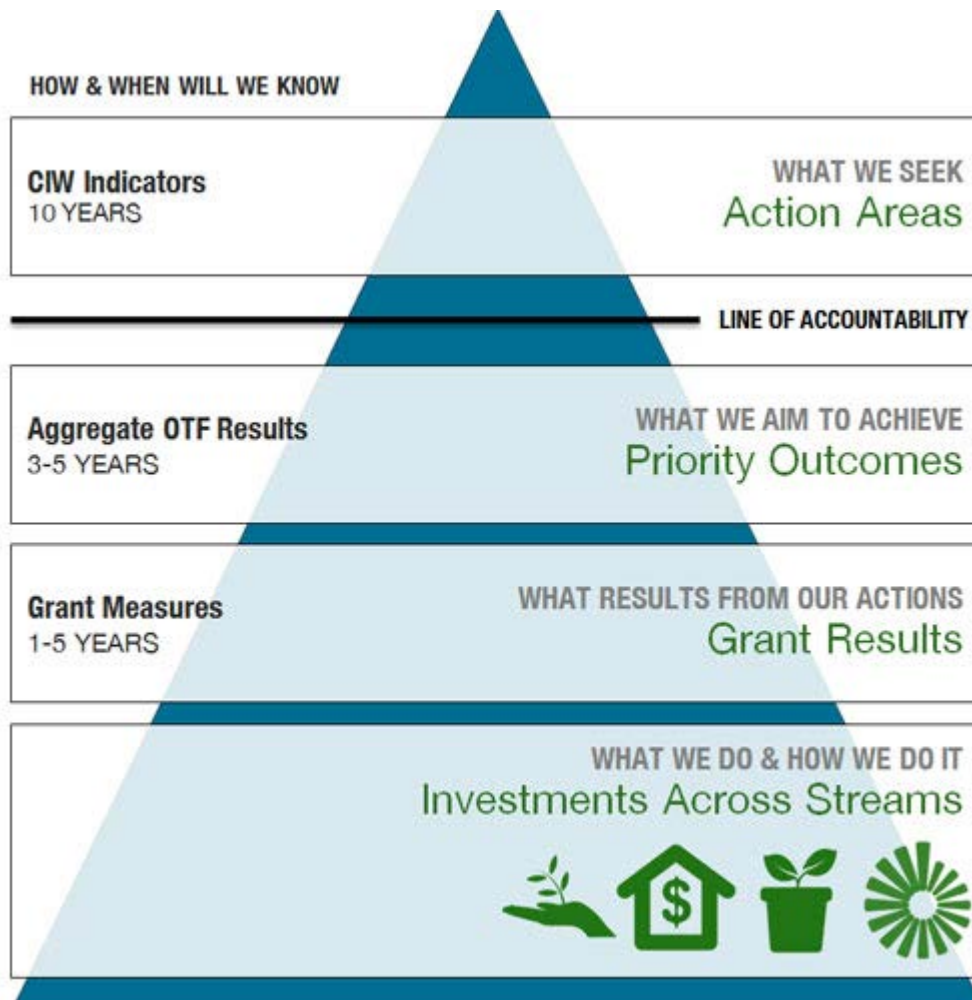 HOW & WHEN WILL WE KNOW
CIW Indicators
10 YEARS
WHAT WE SEEK
Action Areas
LINE OF ACCOUNTABILITY
Aggregate OTF Results
3-5 YEARS
WHAT WE AIM TO ACHIEVE
Priority Outcomes
Grant Measures
1-5 YEARS
WHAT RESULTS FROM OUR ACTIONS
Grant Results
WHAT WE DO & HOW WE DO IT
Investments Across Streams
$